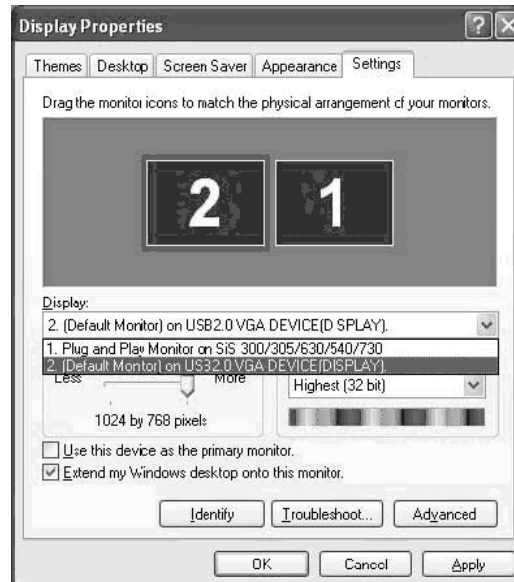 Display Properties
Themes Desktop Screen Saver Appearance Settings
Drag the monitor icons to match the physical arrangement of your monitors.
2 1
Display:
2. (Default Monitor) on USB2.0 VGA DEVICE(D SPLAY).
1. Plug and Play Monitor on SiS 300/305/630/540/730
2. (Default Monitor) on USB2.0 VGA DEVICE(DISPLAY).
Less More Highest (32 bit)
1024 by 768 pixels
Use this device as the primary monitor.
Extend my Windows desktop onto this monitor.
Identify Troubleshoot... Advanced
OK Cancel Apply